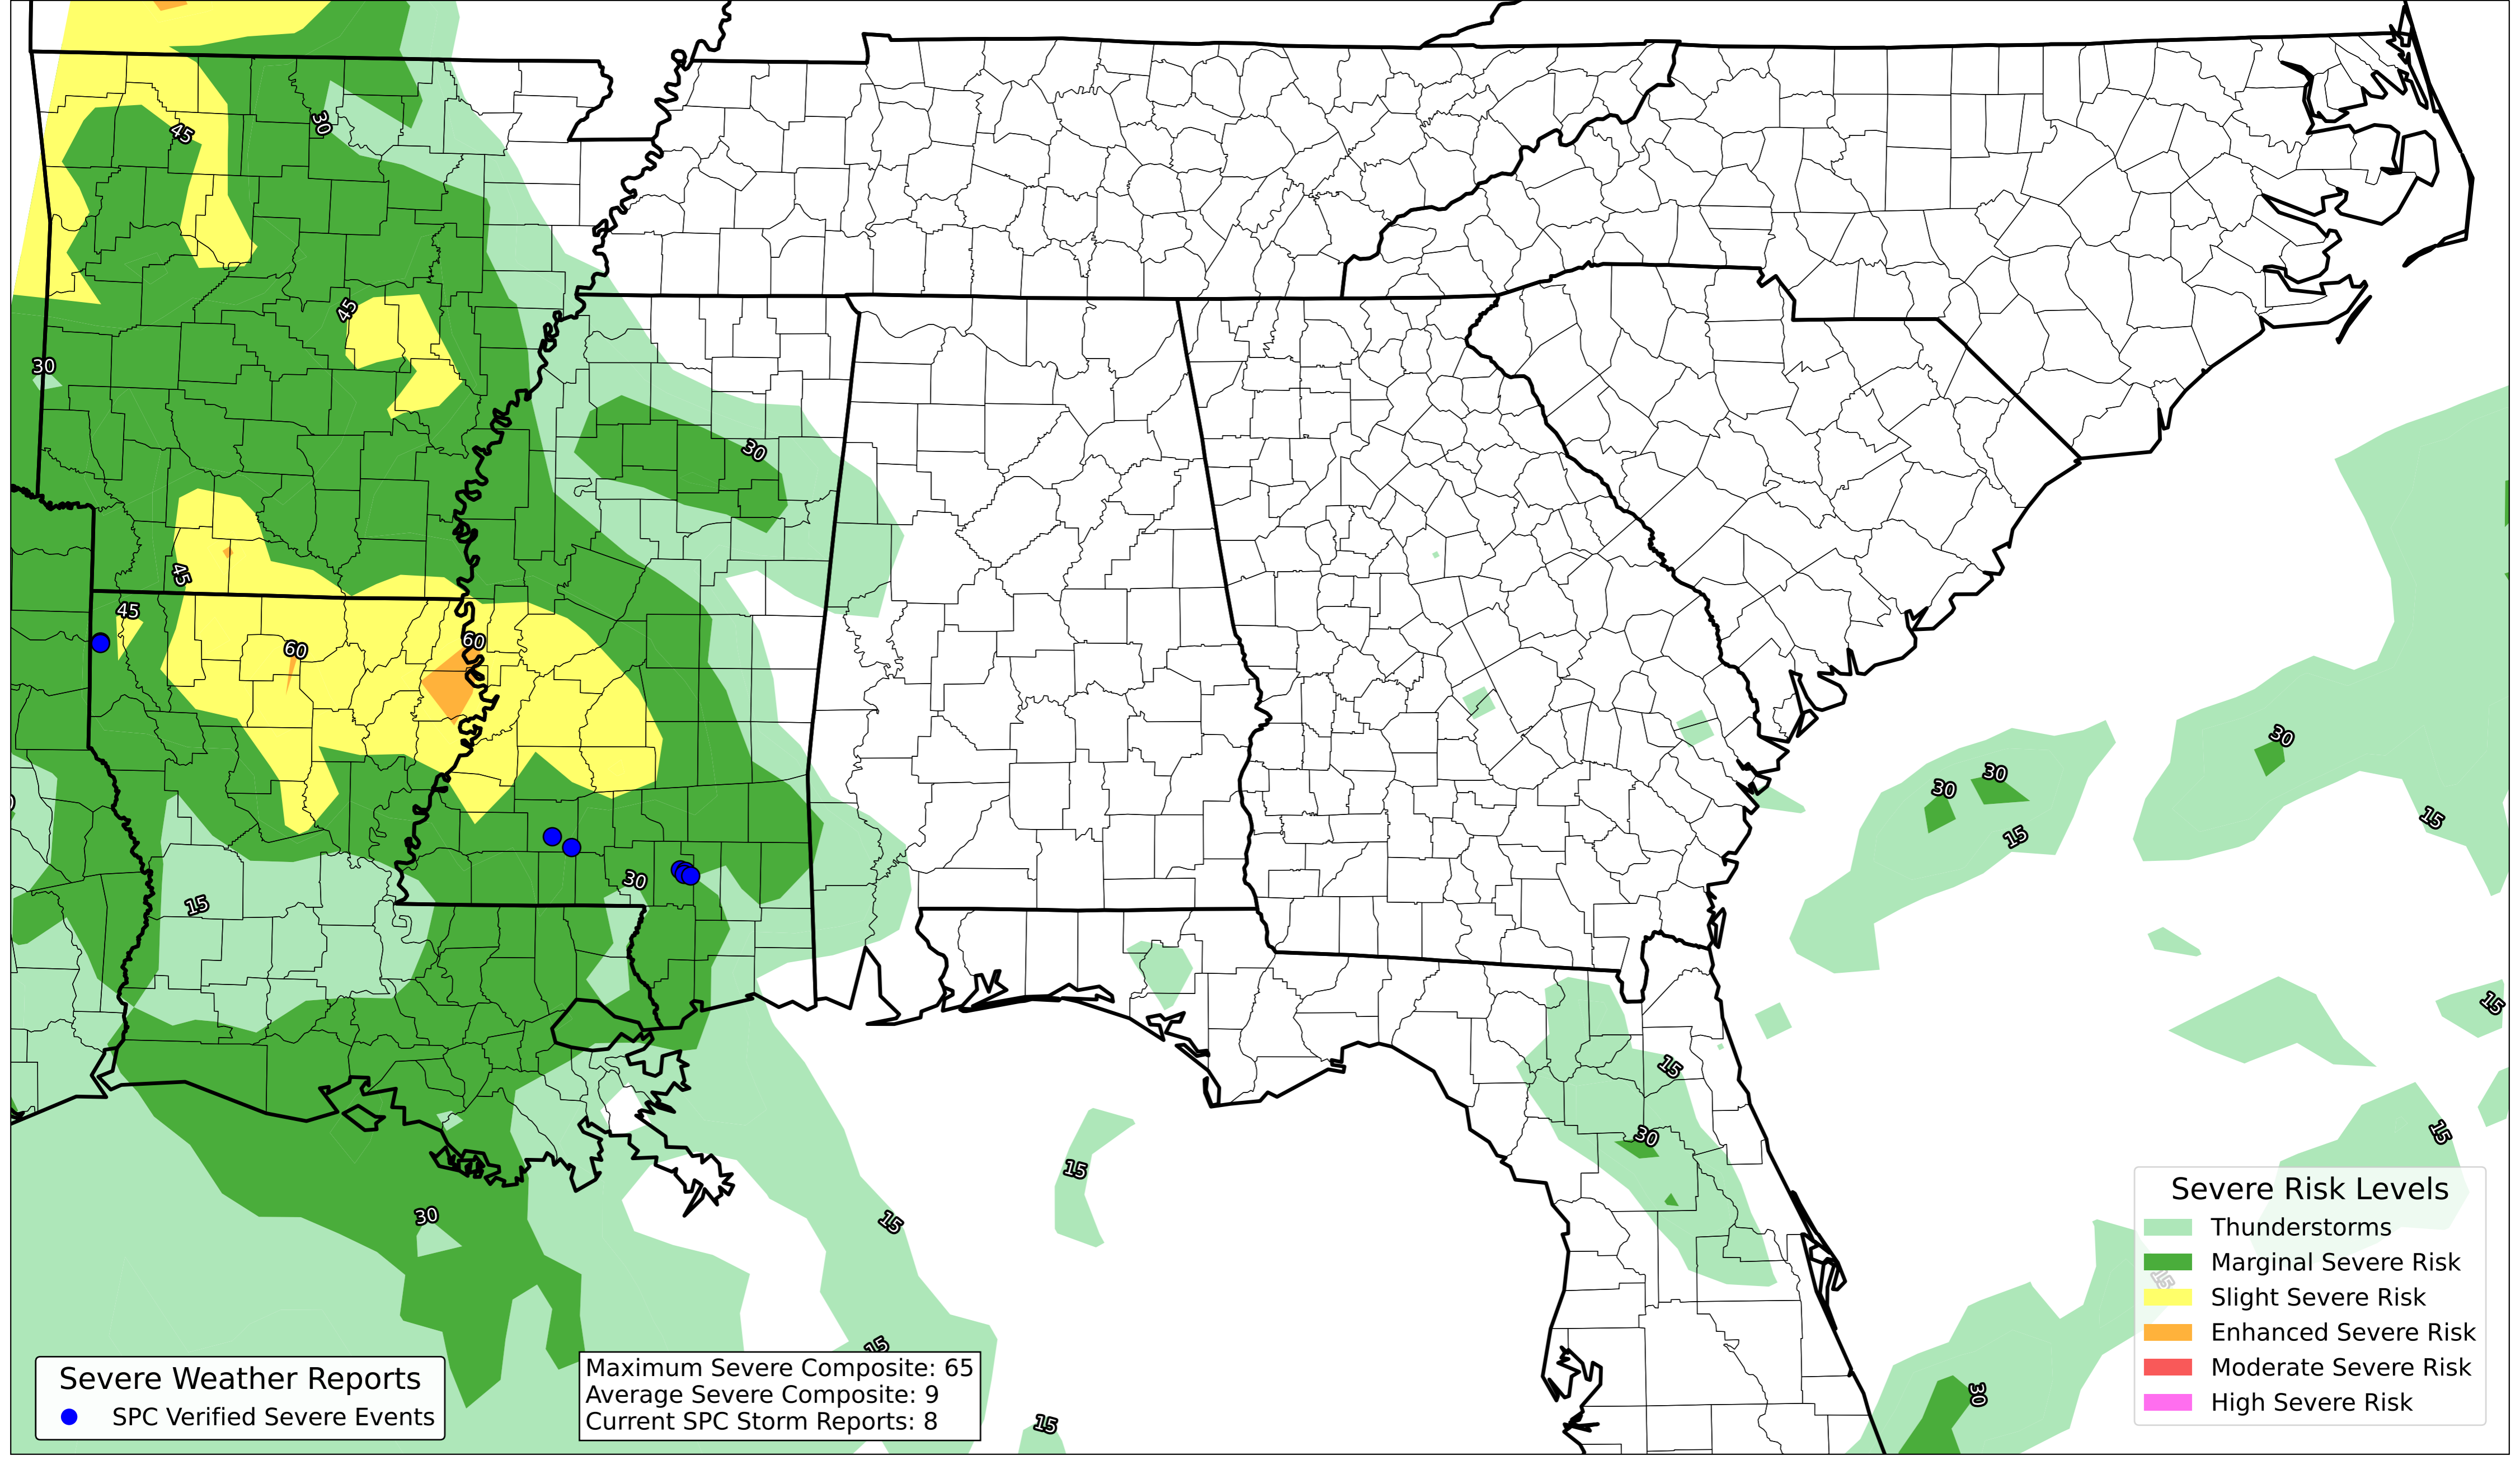 45
30
45
30
30
45
45
60
60
30
30
30
30
15
15
30
15
15
15
30
15
15
30
15
15
15
15
30
15
Severe Risk Levels
Thunderstorms
Marginal Severe Risk
Slight Severe Risk
Enhanced Severe Risk
Moderate Severe Risk
High Severe Risk
Severe Weather Reports
SPC Verified Severe Events
Maximum Severe Composite: 65
Average Severe Composite: 9
Current SPC Storm Reports: 8